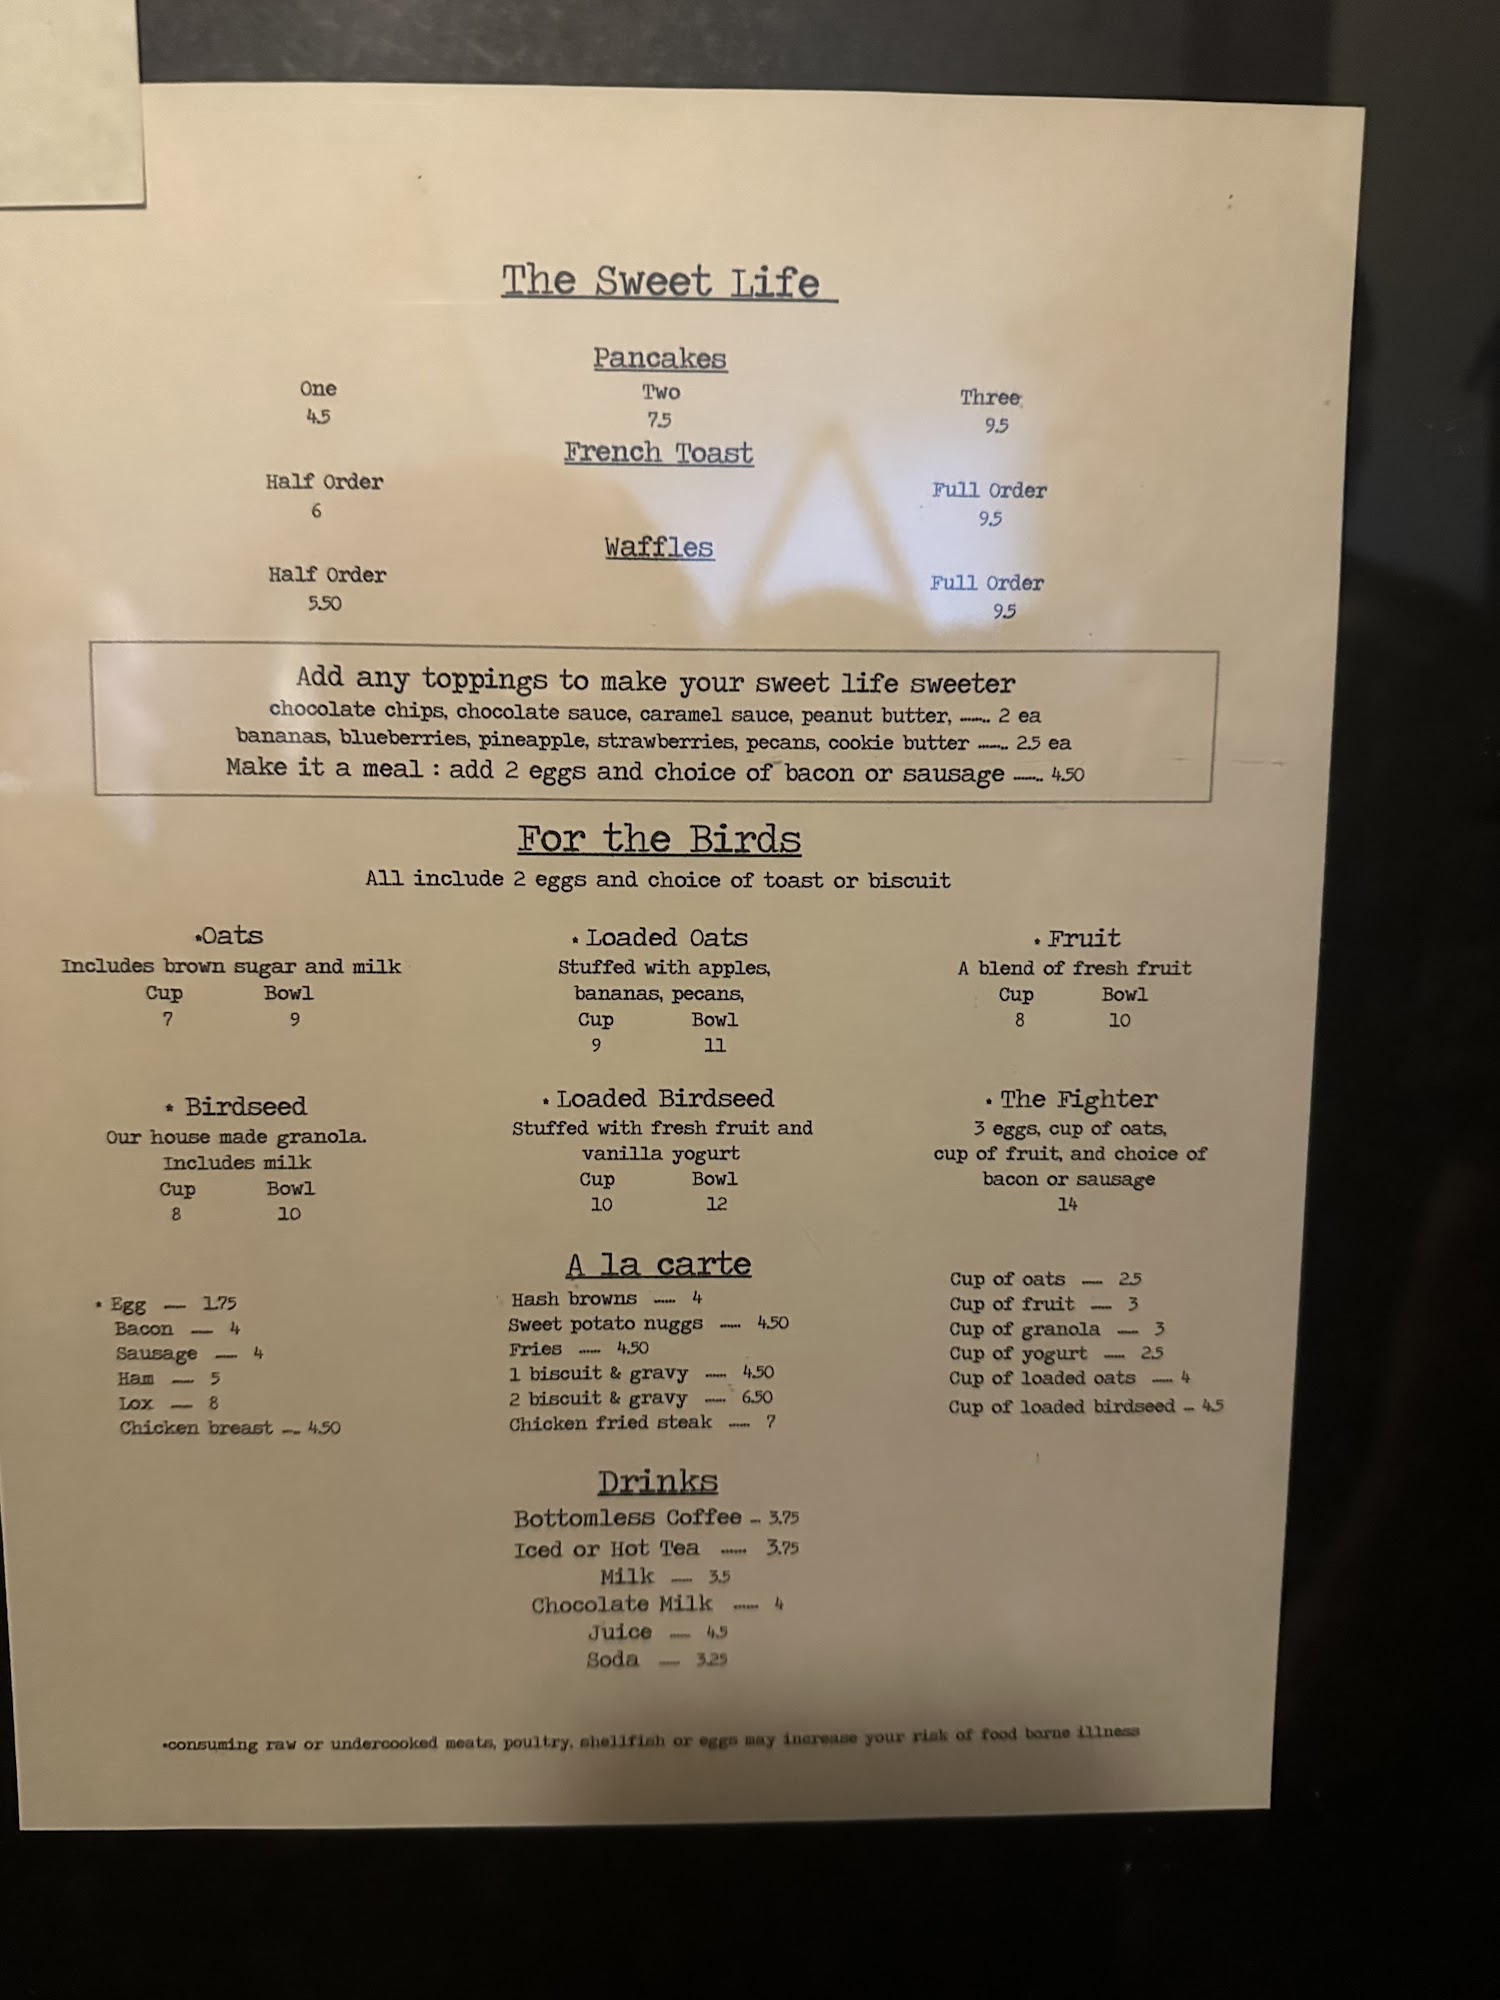 The Sweet Life
Pancakes
One Two Three
4.5 7.5 9.5
French Toast
Half Order Full Order
6 9.5
Waffles
Half Order Full Order
5.50 9.5
Add any toppings to make your sweet life sweeter
chocolate chips, chocolate sauce, caramel sauce, peanut butter, ........ 2 ea
bananas, blueberries, pineapple, strawberries, pecans, cookie butter ........ 2.5 ea
Make it a meal : add 2 eggs and choice of bacon or sausage ........ 4.50
For the Birds
All include 2 eggs and choice of toast or biscuit
*Oats
Includes brown sugar and milk
Cup Bowl
7 9
* Loaded Oats
Stuffed with apples,
bananas, pecans,
Cup Bowl
9 11
* Fruit
A blend of fresh fruit
Cup Bowl
8 10
* Birdseed
Our house made granola.
Includes milk
Cup Bowl
8 10
* Loaded Birdseed
Stuffed with fresh fruit and
vanilla yogurt
Cup Bowl
10 12
* The Fighter
3 eggs, cup of oats,
cup of fruit, and choice of
bacon or sausage
14
A la carte
* Egg ...... 1.75
Bacon ...... 4
Sausage ...... 4
Ham ...... 5
Lox ...... 8
Chicken breast ..... 4.50
Hash browns ...... 4
Sweet potato nuggs ...... 4.50
Fries ...... 4.50
1 biscuit & gravy ...... 4.50
2 biscuit & gravy ...... 6.50
Chicken fried steak ...... 7
Cup of oats ...... 2.5
Cup of fruit ...... 3
Cup of granola ...... 3
Cup of yogurt ...... 2.5
Cup of loaded oats ...... 4
Cup of loaded birdseed ... 4.5
Drinks
Bottomless Coffee ... 3.75
Iced or Hot Tea ....... 3.75
Milk ...... 3.5
Chocolate Milk ....... 4
Juice ...... 4.5
Soda ...... 3.25
*consuming raw or undercooked meats, poultry, shellfish or eggs may increase your risk of food borne illness